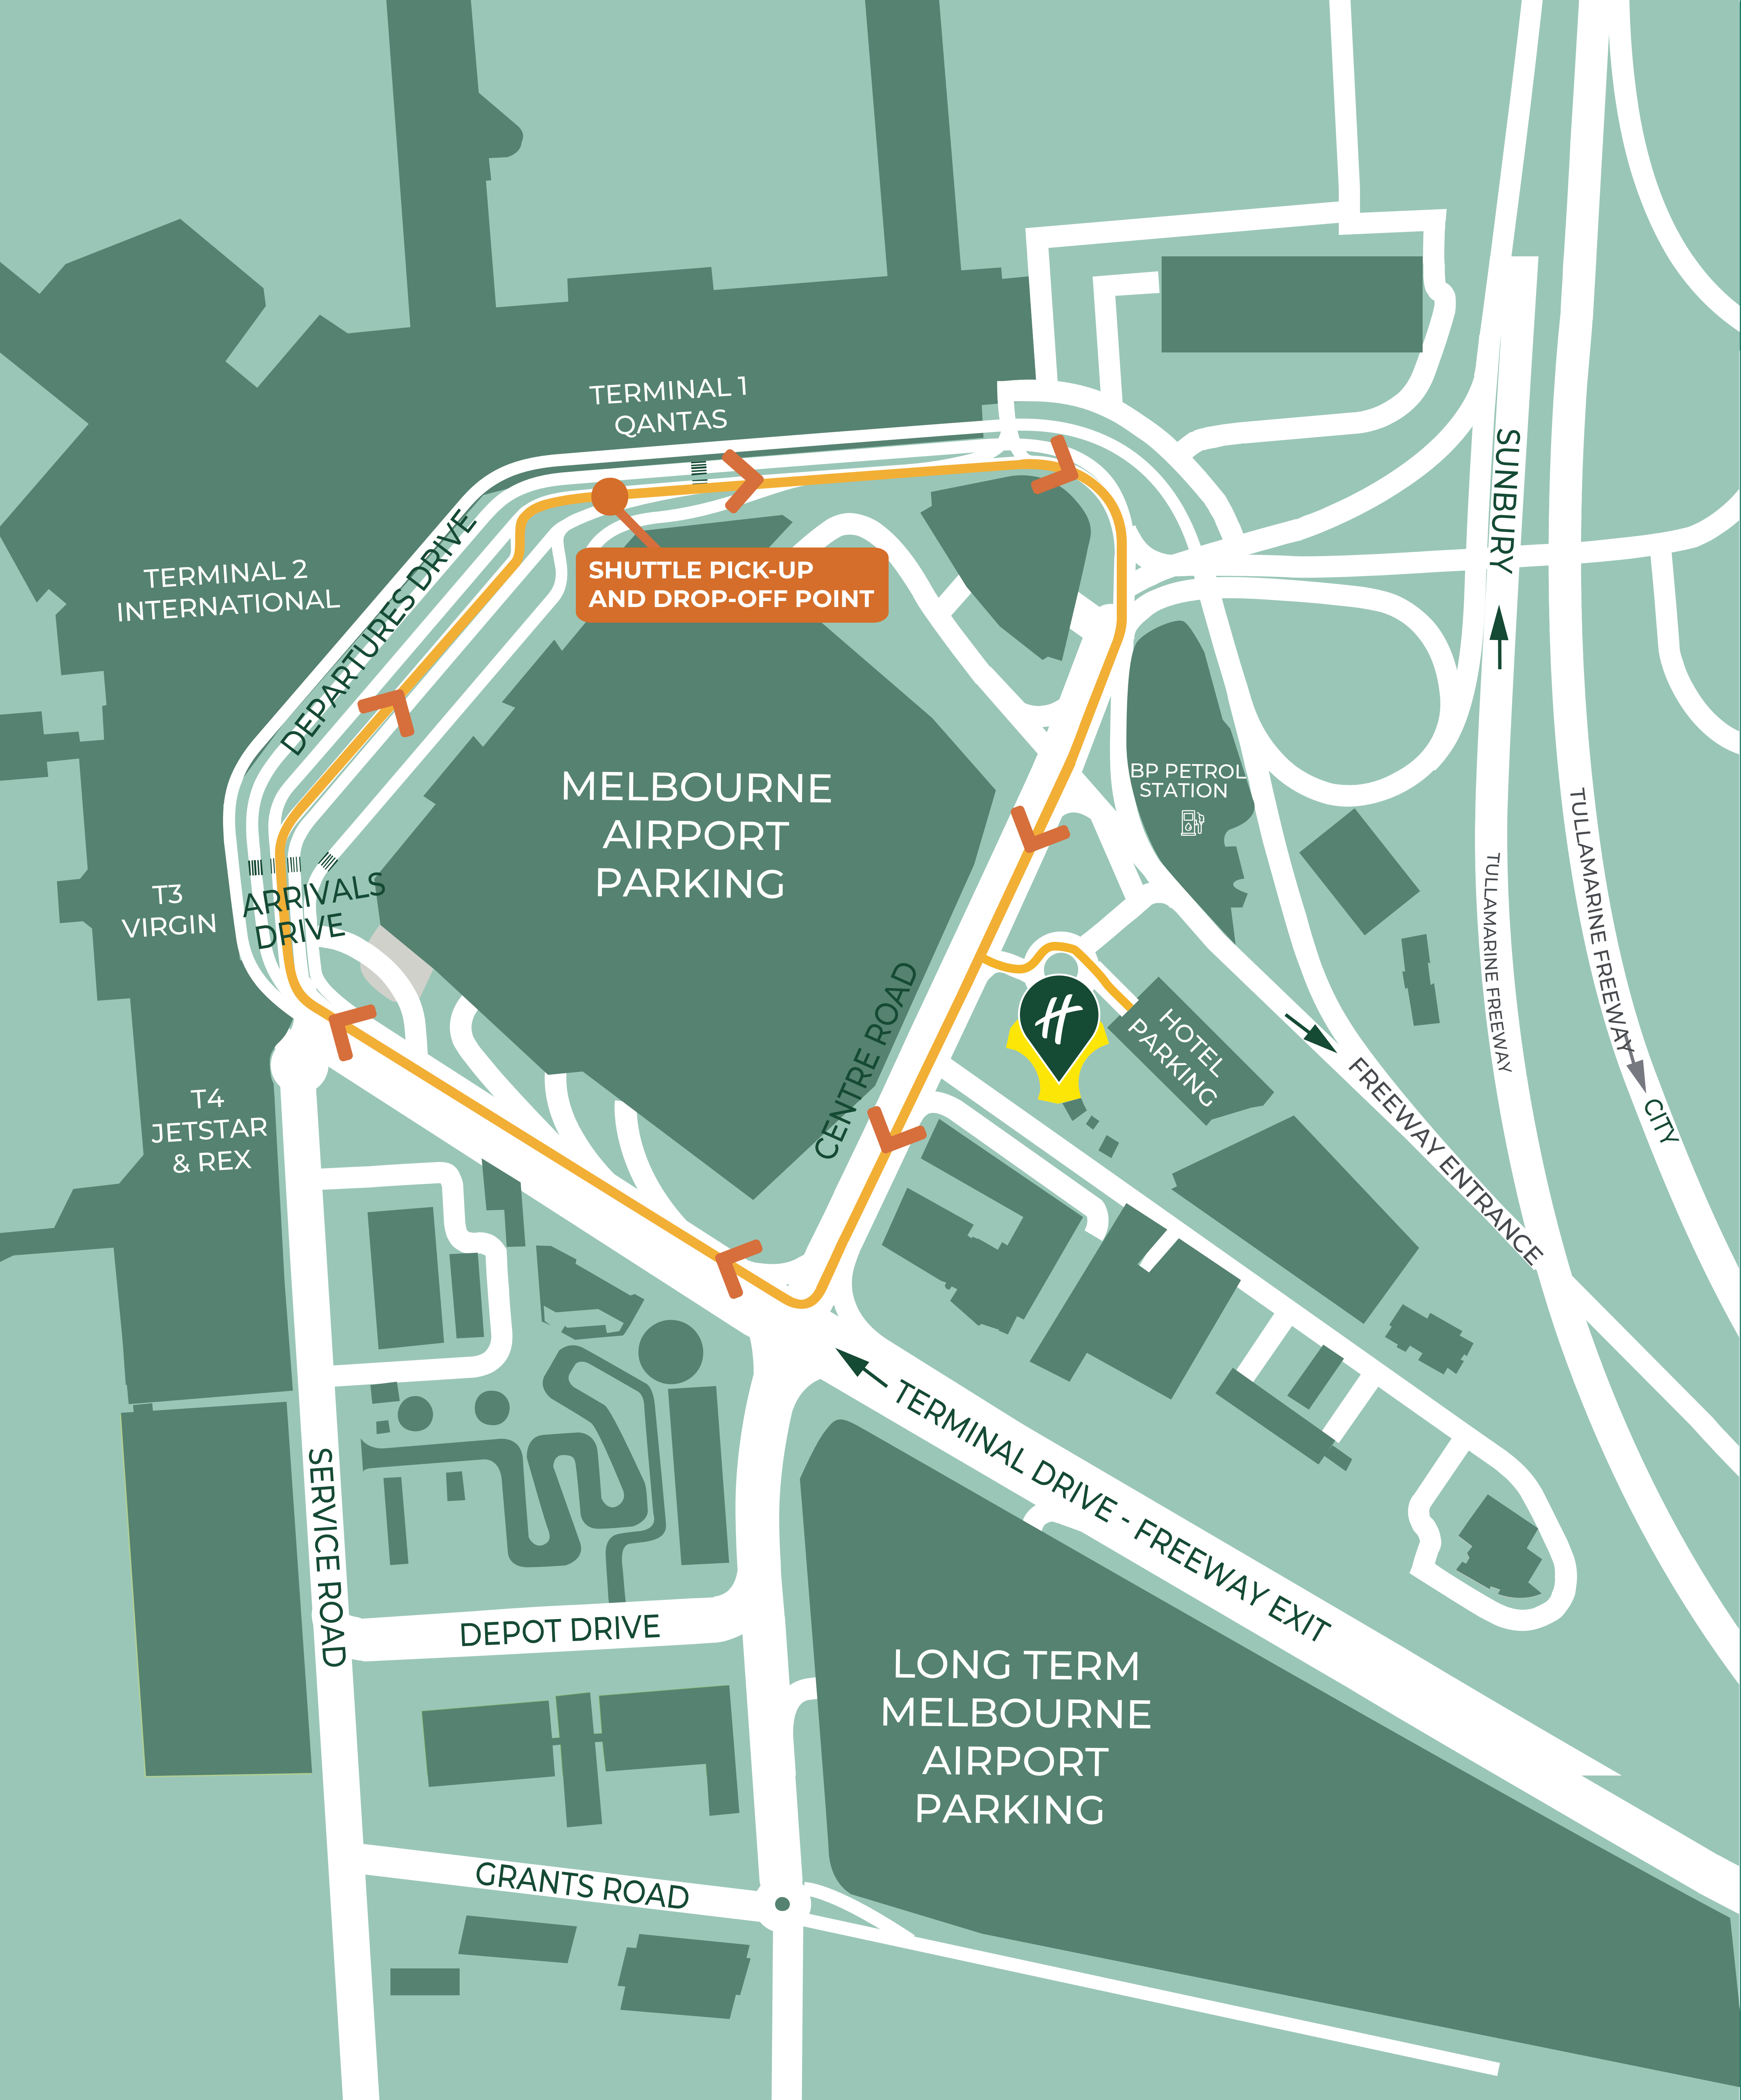 TERMINAL 1
QANTAS
SUNBURY
DEPARTURES DRIVE
TERMINAL 2
INTERNATIONAL
SHUTTLE PICK-UP
AND DROP-OFF POINT
MELBOURNE
AIRPORT
PARKING
BP PETROL
STATION
TULLAMARINE FREEWAY
TULLAMARINE FREEWAY
T3
VIRGIN
ARRIVALS
DRIVE
CENTRE ROAD
H
HOTEL
PARKING
FREEWAY ENTRANCE
CITY
T4
JETSTAR
& REX
TERMINAL DRIVE - FREEWAY EXIT
SERVICE ROAD
DEPOT DRIVE
LONG TERM
MELBOURNE
AIRPORT
PARKING
GRANTS ROAD